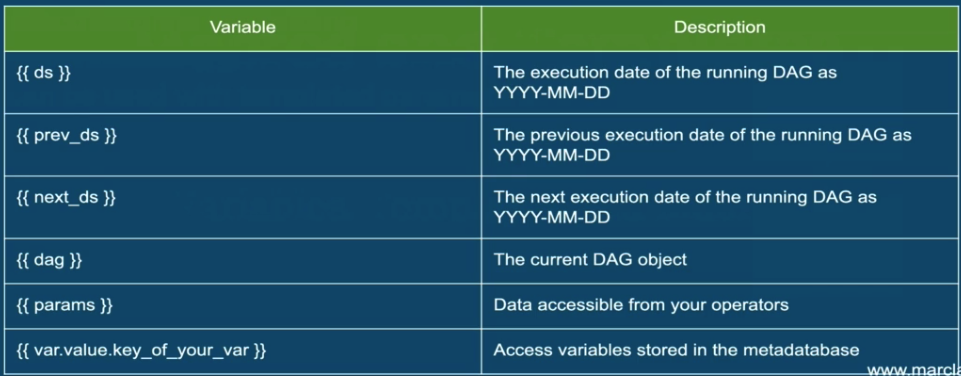 Variable Description
{{ ds }} The execution date of the running DAG as
YYYY-MM-DD
{{ prev_ds }} The previous execution date of the running DAG as
YYYY-MM-DD
{{ next_ds }} The next execution date of the running DAG as
YYYY-MM-DD
{{ dag }} The current DAG object
{{ params }} Data accessible from your operators
{{ var.value.key_of_your_var }} Access variables stored in the metadatabase
www.marcla